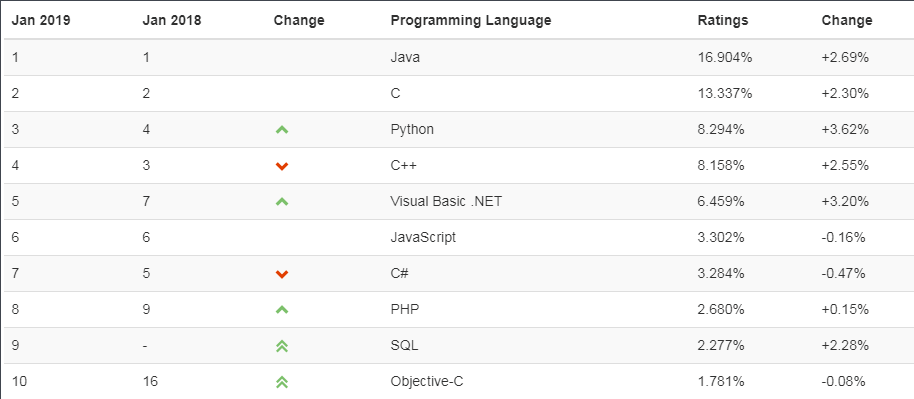 Jan 2019 Jan 2018 Change Programming Language Ratings Change
1 1 Java 16.904% +2.69%
2 2 C 13.337% +2.30%
3 4 Python 8.294% +3.62%
4 3 C++ 8.158% +2.55%
5 7 Visual Basic .NET 6.459% +3.20%
6 6 JavaScript 3.302% -0.16%
7 5 C# 3.284% -0.47%
8 9 PHP 2.680% +0.15%
9 - SQL 2.277% +2.28%
10 16 Objective-C 1.781% -0.08%